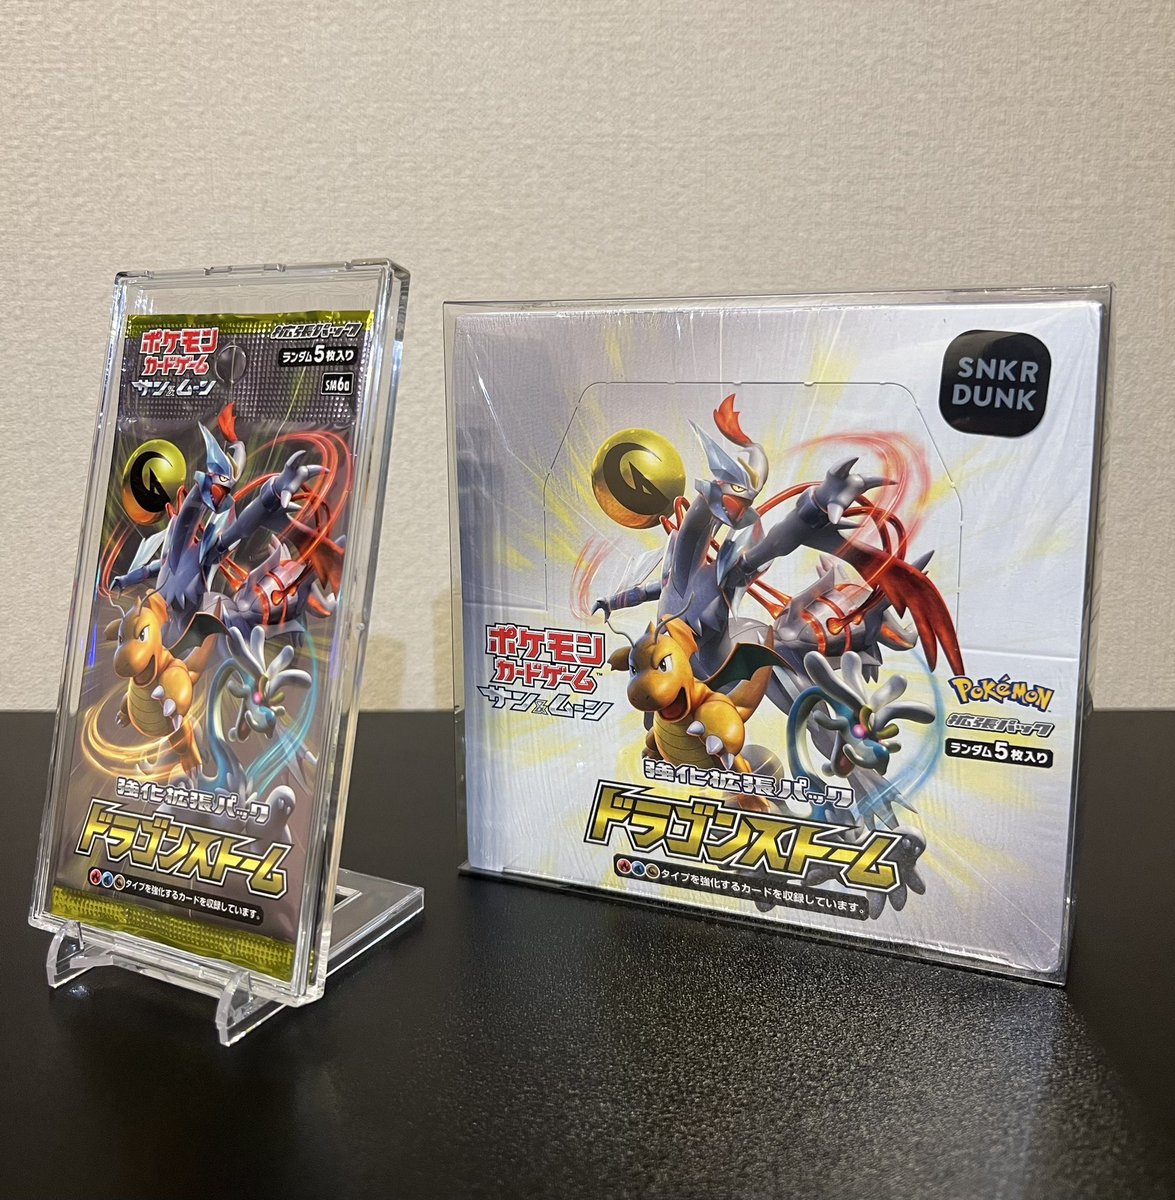 ポケモン
カードゲーム
サン&ムーン
拡張パック
ランダム5枚入り
SM6a
強化拡張パック
ドラゴンストーム
タイプを強化するカードを収録しています。
SNKR
DUNK
ポケモン
カードゲーム™
サン&ムーン
POKéMON
拡張パック
ランダム5枚入り
強化拡張パック
ドラゴンストーム
タイプを強化するカードを収録しています。